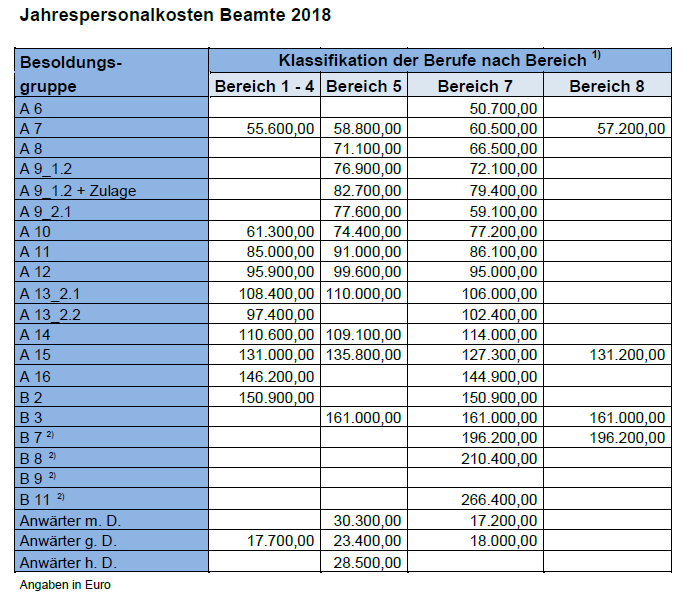 Jahrespersonalkosten Beamte 2018
Besoldungs-
gruppe
Klassifikation der Berufe nach Bereich 1)
Bereich 1 - 4 Bereich 5 Bereich 7 Bereich 8
A 6 50.700,00
A 7 55.600,00 58.800,00 60.500,00 57.200,00
A 8 71.100,00 66.500,00
A 9_1.2 76.900,00 72.100,00
A 9_1.2 + Zulage 82.700,00 79.400,00
A 9_2.1 77.600,00 59.100,00
A 10 61.300,00 74.400,00 77.200,00
A 11 85.000,00 91.000,00 86.100,00
A 12 95.900,00 99.600,00 95.000,00
A 13_2.1 108.400,00 110.000,00 106.000,00
A 13_2.2 97.400,00 102.400,00
A 14 110.600,00 109.100,00 114.000,00
A 15 131.000,00 135.800,00 127.300,00 131.200,00
A 16 146.200,00 144.900,00
B 2 150.900,00 150.900,00
B 3 161.000,00 161.000,00 161.000,00
B 7 2) 196.200,00 196.200,00
B 8 2) 210.400,00
B 9 2)
B 11 2) 266.400,00
Anwärter m. D. 30.300,00 17.200,00
Anwärter g. D. 17.700,00 23.400,00 18.000,00
Anwärter h. D. 28.500,00
Angaben in Euro